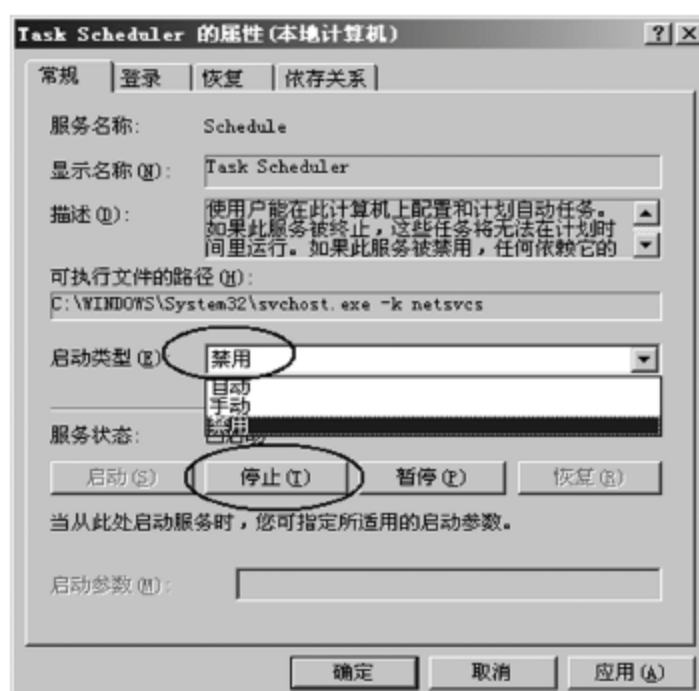 Task Scheduler 的属性(本地计算机)
常规 登录 恢复 依存关系
服务名称: Schedule
显示名称(N): Task Scheduler
描述(D): 使用户能在此计算机上配置和计划自动任务。
如果此服务被终止，这些任务将无法在计划时
间里运行。如果此服务被禁用，任何依赖它的
可执行文件的路径(H):
C:\WINDOWS\System32\svchost.exe -k netsvcs
启动类型(E): 禁用
自动
手动
禁用
服务状态: 已启动
启动(S) 停止(T) 暂停(P) 恢复(R)
当从此处启动服务时，您可指定所适用的启动参数。
启动参数(M):
确定 取消 应用(A)